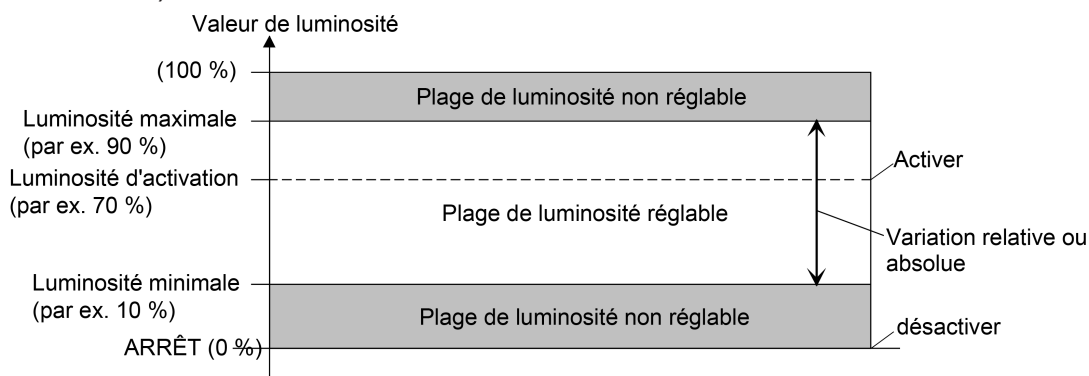 Valeur de luminosité
(100 %)
Plage de luminosité non réglable
Luminosité maximale
(par ex. 90 %)
Activer
Luminosité d'activation
(par ex. 70 %)
Plage de luminosité réglable
Variation relative ou
absolue
Luminosité minimale
(par ex. 10 %)
Plage de luminosité non réglable
désactiver
ARRÊT (0 %)